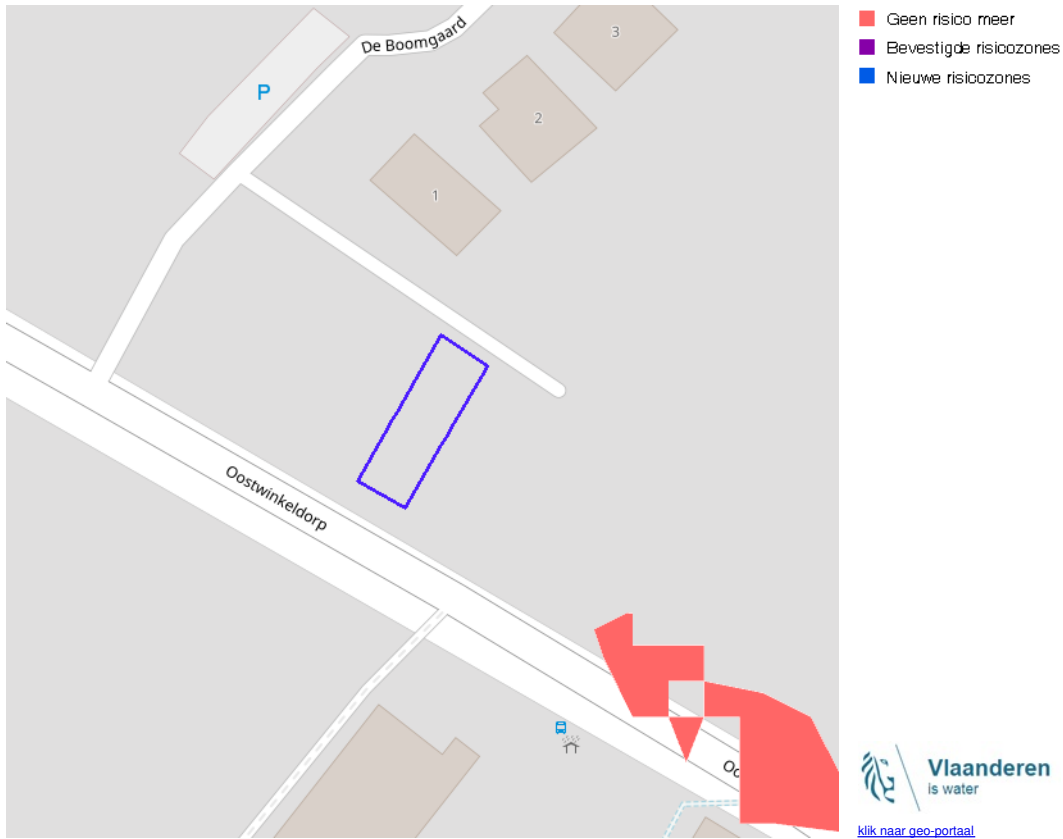 De Boomgaard
P
3
2
1
Oostwinkeldorp
Oo
Geen risico meer
Bevestigde risicozones
Nieuwe risicozones
Vlaanderen
is water
klik naar geo-portaal